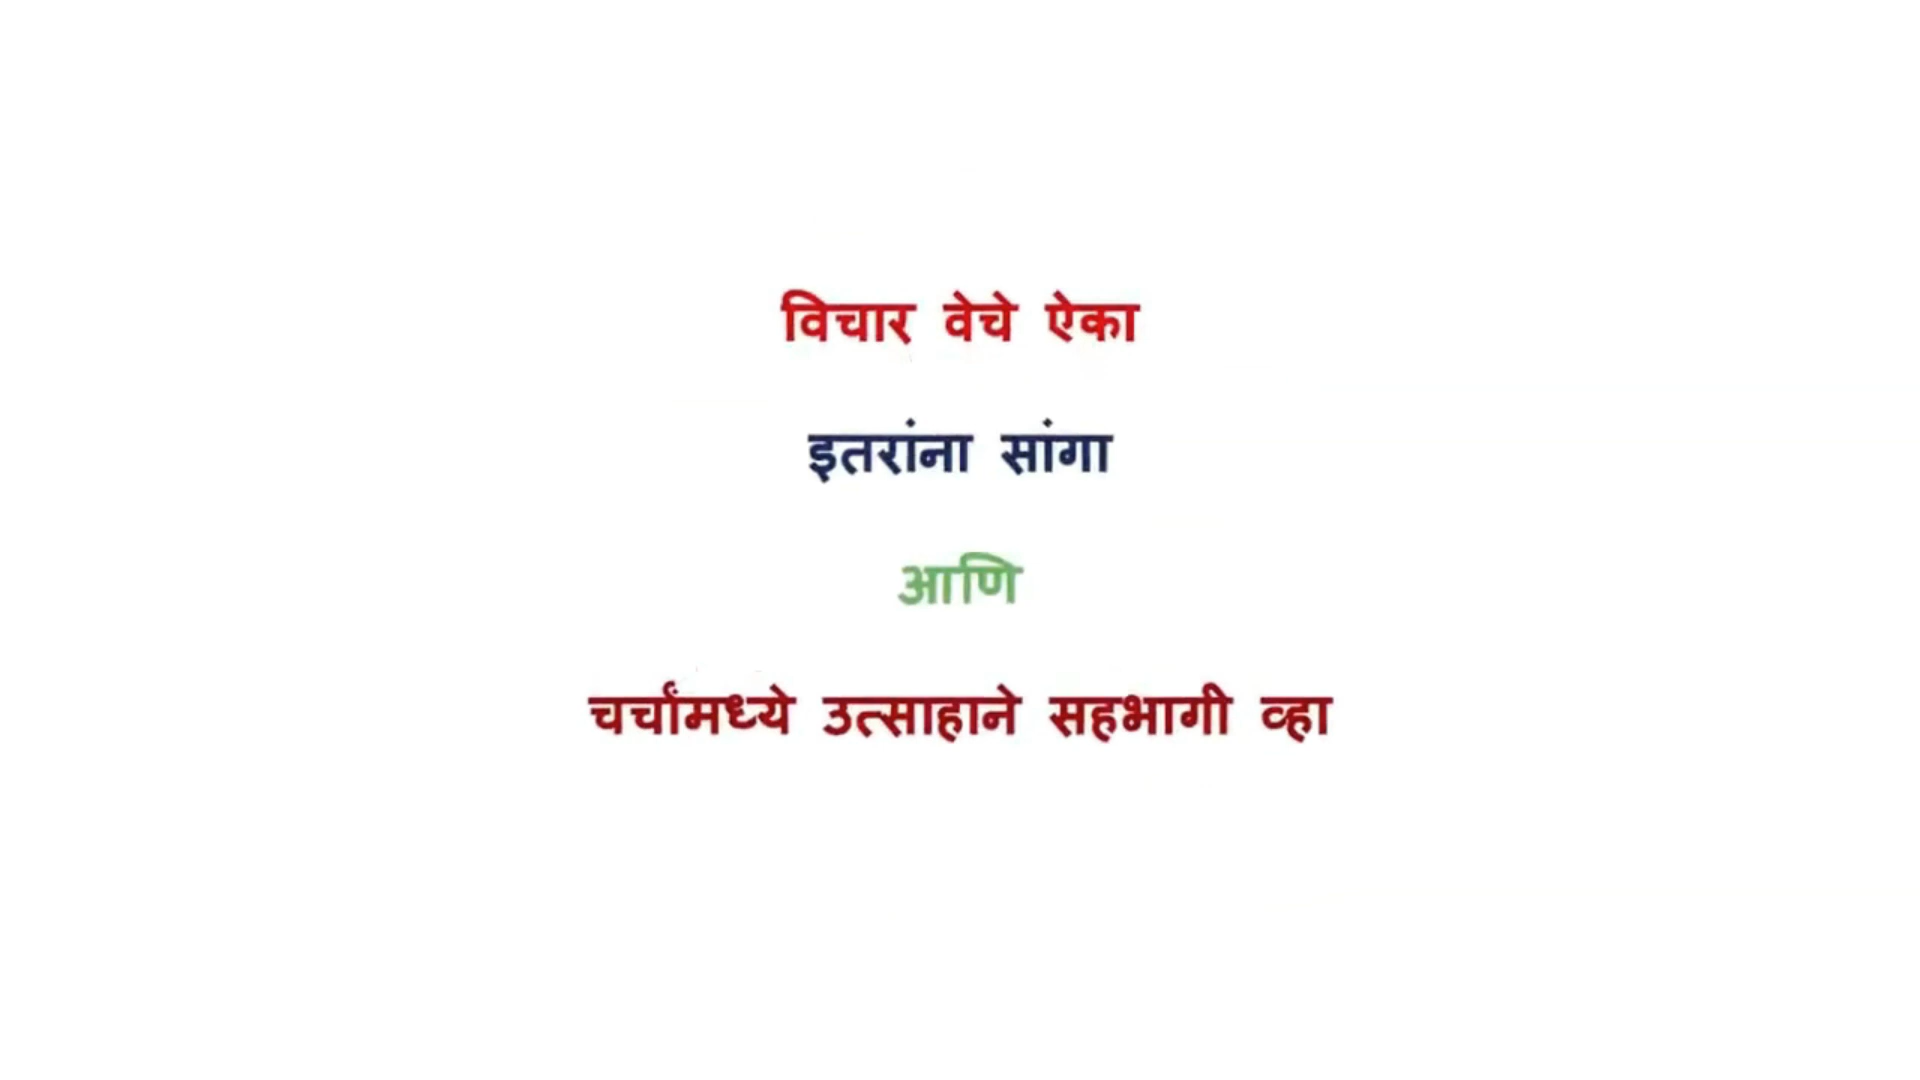 विचार वेचे ऐका
इतरांना सांगा
आणि
चर्चांमध्ये उत्साहाने सहभागी व्हा